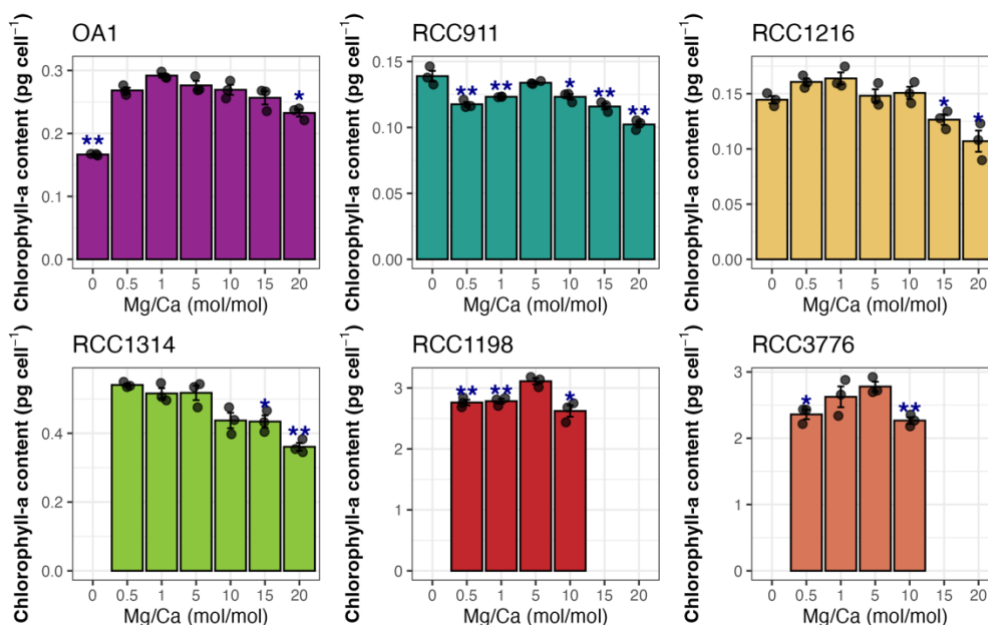 OA1
Chlorophyll-a content (pg cell⁻¹)
0.3
0.2
0.1
0.0
**
*
0 0.5 1 5 10 15 20
Mg/Ca (mol/mol)
RCC911
Chlorophyll-a content (pg cell⁻¹)
0.15
0.10
0.05
0.00
** ** * ** **
0 0.5 1 5 10 15 20
Mg/Ca (mol/mol)
RCC1216
Chlorophyll-a content (pg cell⁻¹)
0.15
0.10
0.05
0.00
* *
0 0.5 1 5 10 15 20
Mg/Ca (mol/mol)
RCC1314
Chlorophyll-a content (pg cell⁻¹)
0.4
0.2
0.0
* **
0 0.5 1 5 10 15 20
Mg/Ca (mol/mol)
RCC1198
Chlorophyll-a content (pg cell⁻¹)
3
2
1
0
** ** *
0 0.5 1 5 10 15 20
Mg/Ca (mol/mol)
RCC3776
Chlorophyll-a content (pg cell⁻¹)
3
2
1
0
* **
0 0.5 1 5 10 15 20
Mg/Ca (mol/mol)